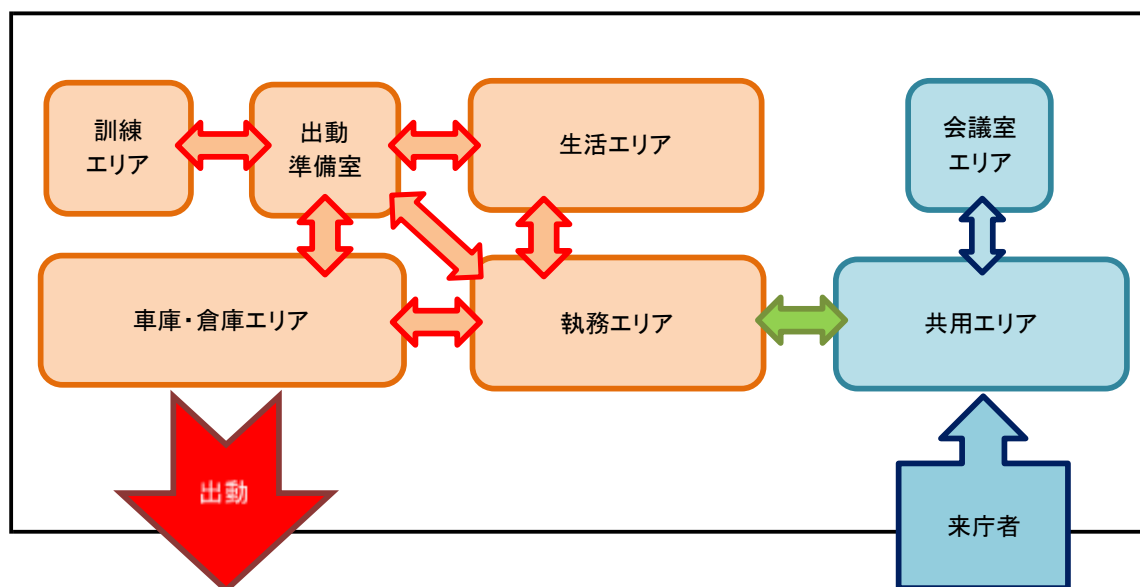 訓練
エリア
出動
準備室
生活エリア
会議室
エリア
車庫・倉庫エリア
執務エリア
共用エリア
出動
来庁者